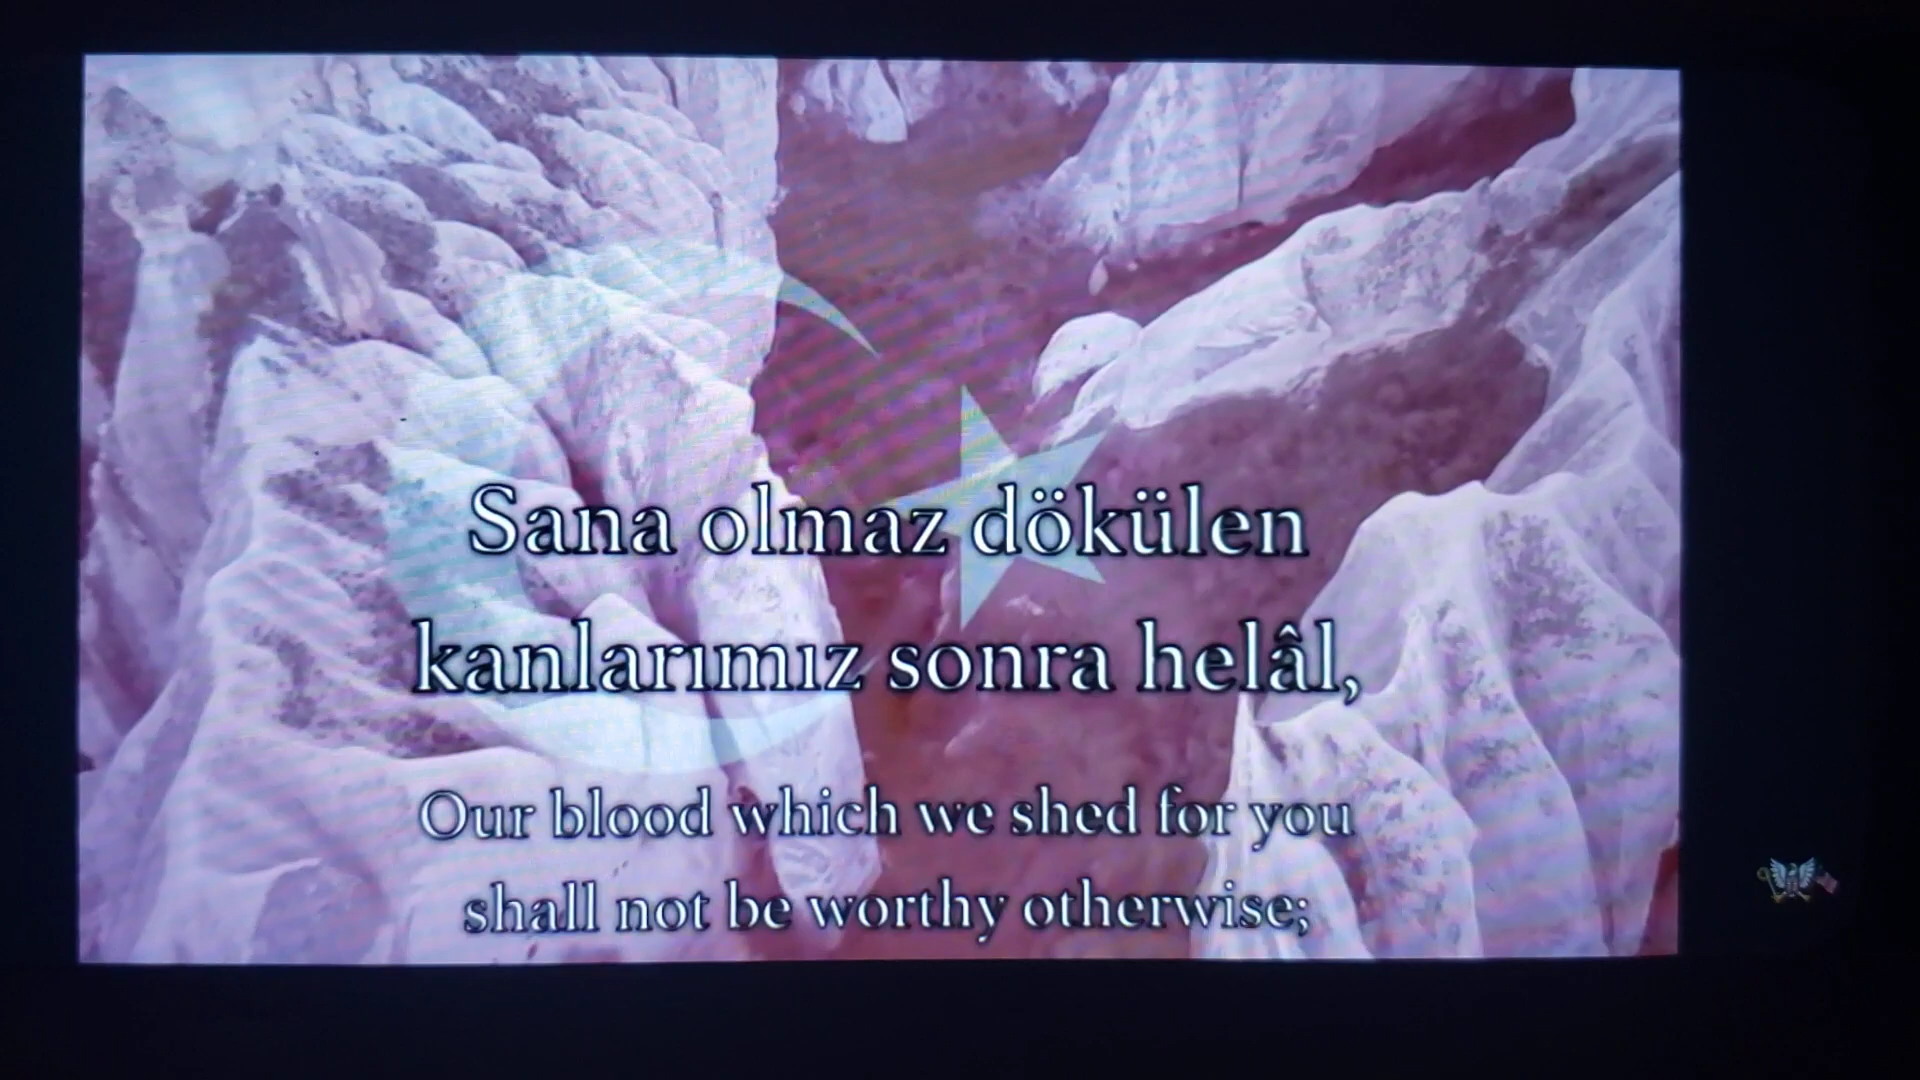 Sana olmaz dökülen
kanlarımız sonra helâl,
Our blood which we shed for you
shall not be worthy otherwise;